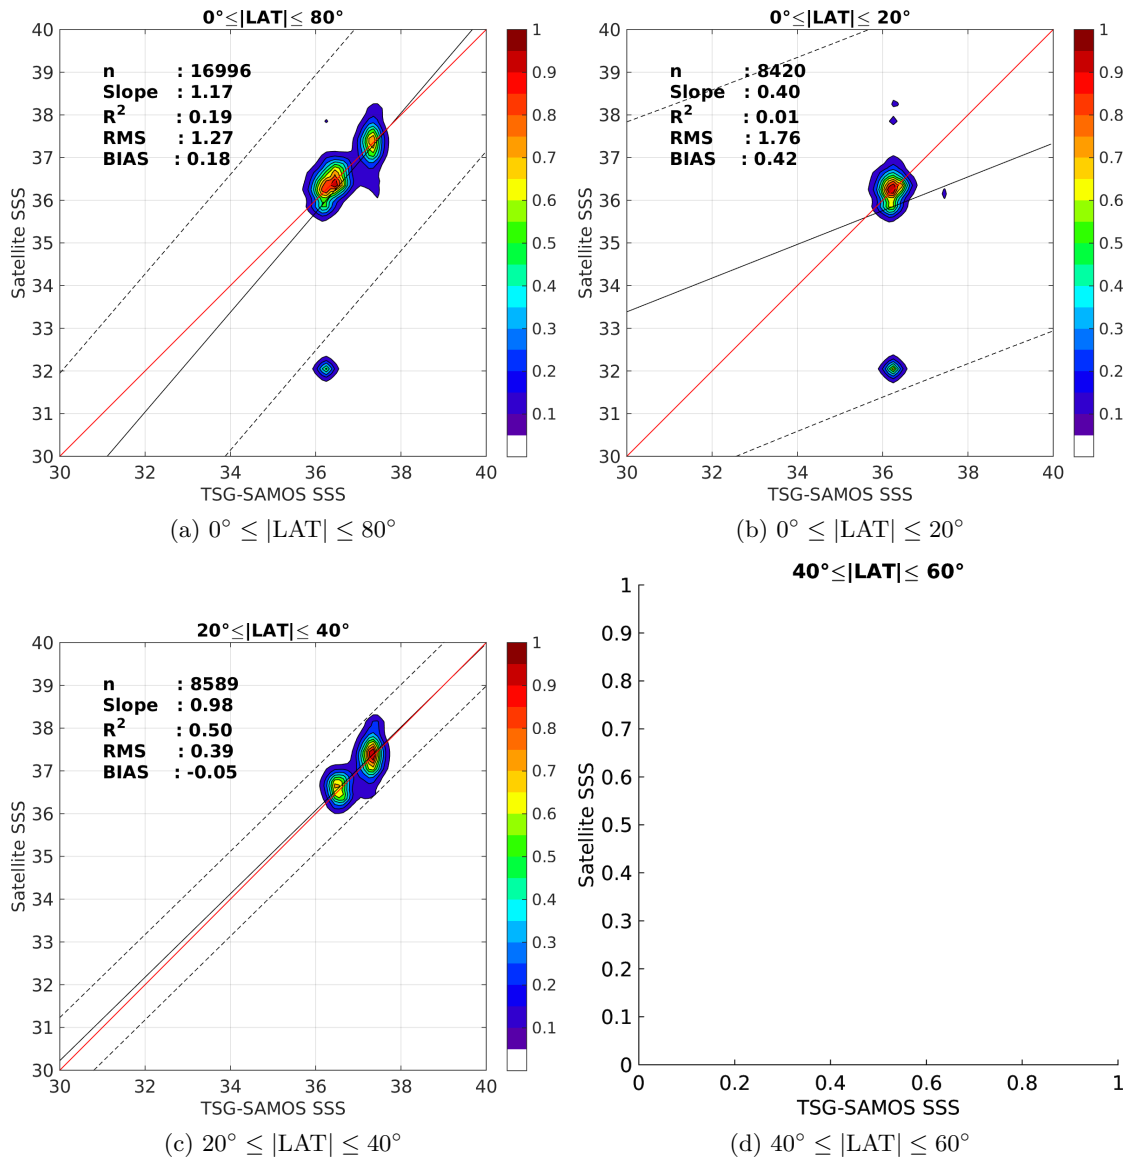 0°≤|LAT|≤ 80°
40
39
38
37
36
35
34
33
32
31
30
Satellite SSS
n : 16996
Slope : 1.17
R2 : 0.19
RMS : 1.27
BIAS : 0.18
30 32 34 36 38 40
TSG-SAMOS SSS
1
0.9
0.8
0.7
0.6
0.5
0.4
0.3
0.2
0.1
(a) 0° ≤ |LAT| ≤ 80°
0°≤|LAT|≤ 20°
40
39
38
37
36
35
34
33
32
31
30
Satellite SSS
n : 8420
Slope : 0.40
R2 : 0.01
RMS : 1.76
BIAS : 0.42
30 32 34 36 38 40
TSG-SAMOS SSS
1
0.9
0.8
0.7
0.6
0.5
0.4
0.3
0.2
0.1
(b) 0° ≤ |LAT| ≤ 20°
20°≤|LAT|≤ 40°
40
39
38
37
36
35
34
33
32
31
30
Satellite SSS
n : 8589
Slope : 0.98
R2 : 0.50
RMS : 0.39
BIAS : -0.05
30 32 34 36 38 40
TSG-SAMOS SSS
1
0.9
0.8
0.7
0.6
0.5
0.4
0.3
0.2
0.1
(c) 20° ≤ |LAT| ≤ 40°
40°≤|LAT|≤ 60°
1
0.9
0.8
0.7
0.6
0.5
0.4
0.3
0.2
0.1
0
Satellite SSS
0 0.2 0.4 0.6 0.8 1
TSG-SAMOS SSS
(d) 40° ≤ |LAT| ≤ 60°